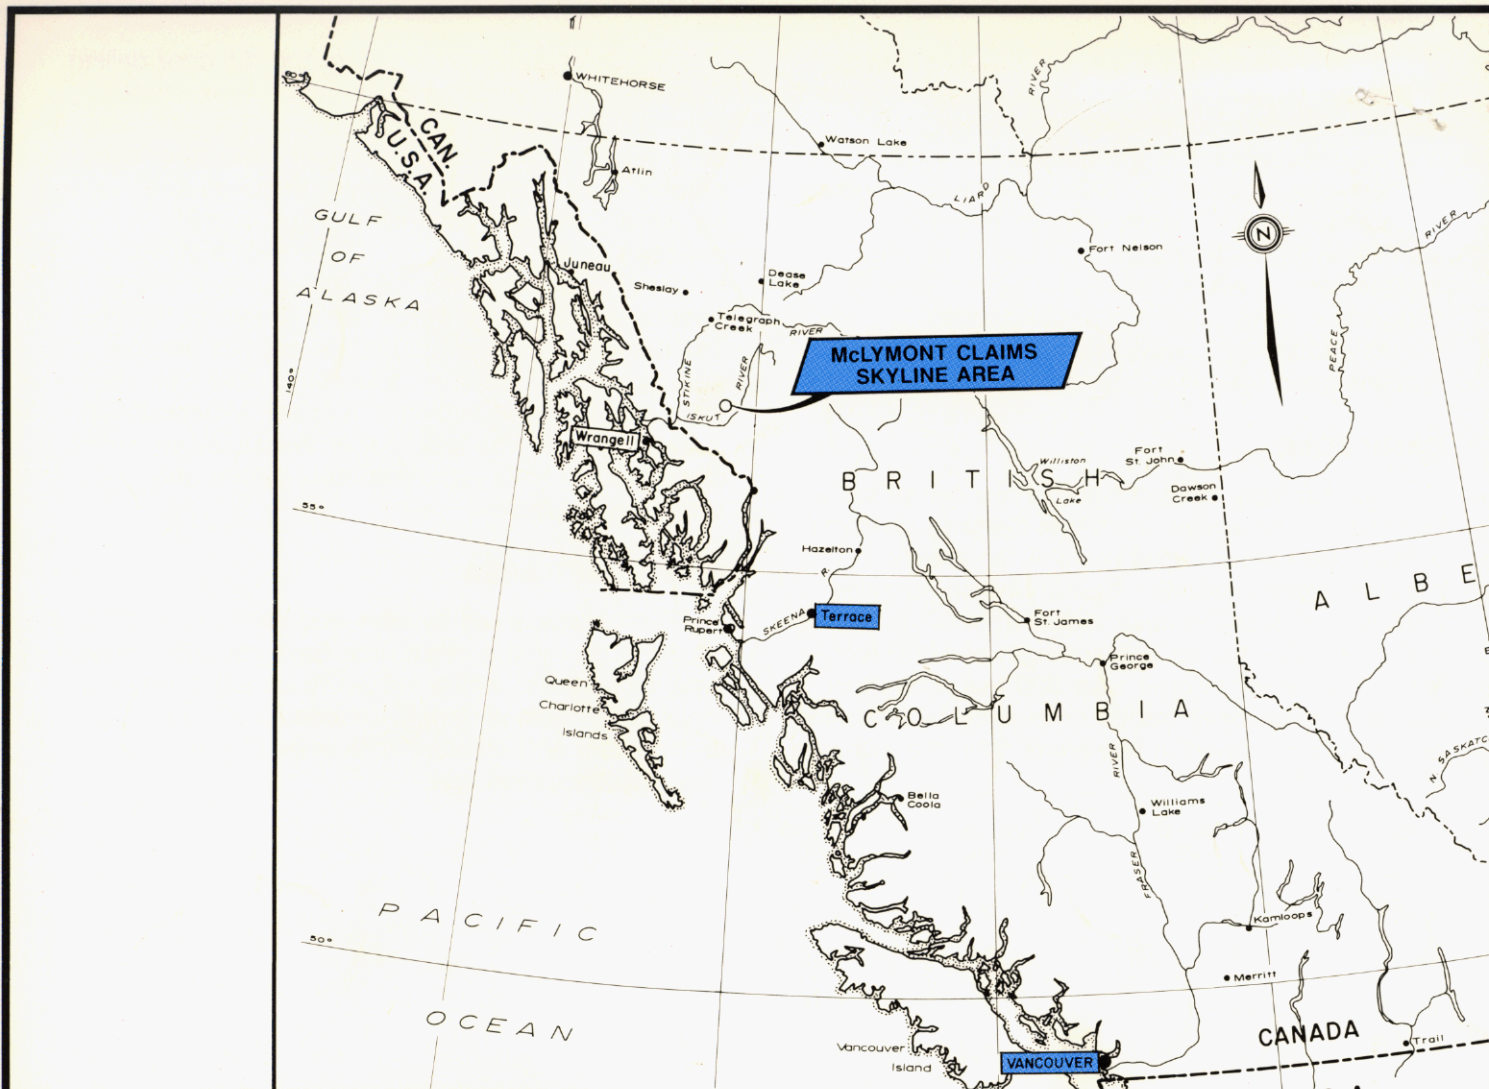 WHITEHORSE
CAN.
U.S.A.
Watson Lake
Atlin
RIVER
LIARD
GULF
OF
ALASKA
Juneau
Sheslay
Dease
Lake
Fort Nelson
N
RIVER
Telegraph
Creek
RIVER
McLYMONT CLAIMS
SKYLINE AREA
PEACE
STIKINE
RIVER
ISKUT
140°
Wrangell
BRITISH
Williston
Lake
Fort
St. John
Dawson
Creek
55°
Hazelton
R.
SKEENA
Terrace
Prince
Rupert
Fort
St. James
ALBE
Prince
George
Queen
Charlotte
Islands
COLUMBIA
RIVER
N. SASKATC
Bella
Coola
Williams
Lake
FRASER
PACIFIC
OCEAN
50°
Kamloops
Merritt
CANADA
Trail
Vancouver
Island
VANCOUVER